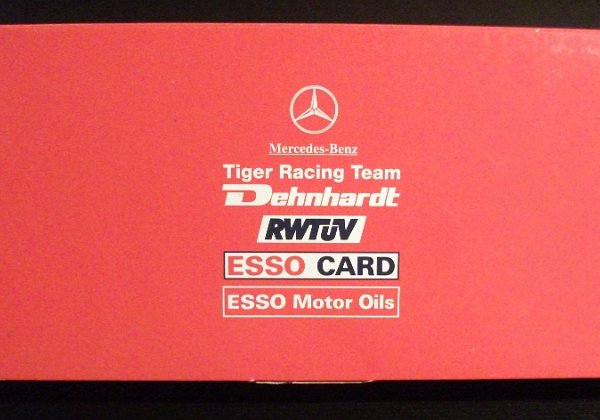 Mercedes-Benz
Tiger Racing Team
Dehnhardt
RWTÜV
ESSO CARD
ESSO Motor Oils